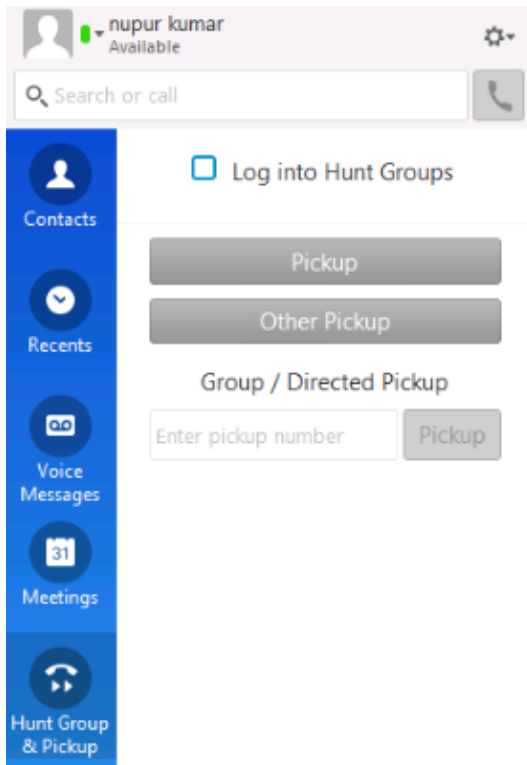 nupur kumar
Available
Search or call
Contacts
Recents
Voice
Messages
31
Meetings
Hunt Group
& Pickup
Log into Hunt Groups
Pickup
Other Pickup
Group / Directed Pickup
Enter pickup number Pickup